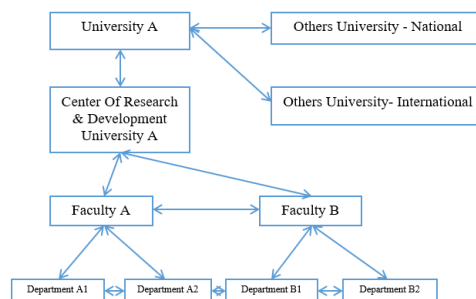 University A
Others University - National
Center Of Research
& Development
University A
Others University- International
Faculty A
Faculty B
Department A1
Department A2
Department B1
Department B2